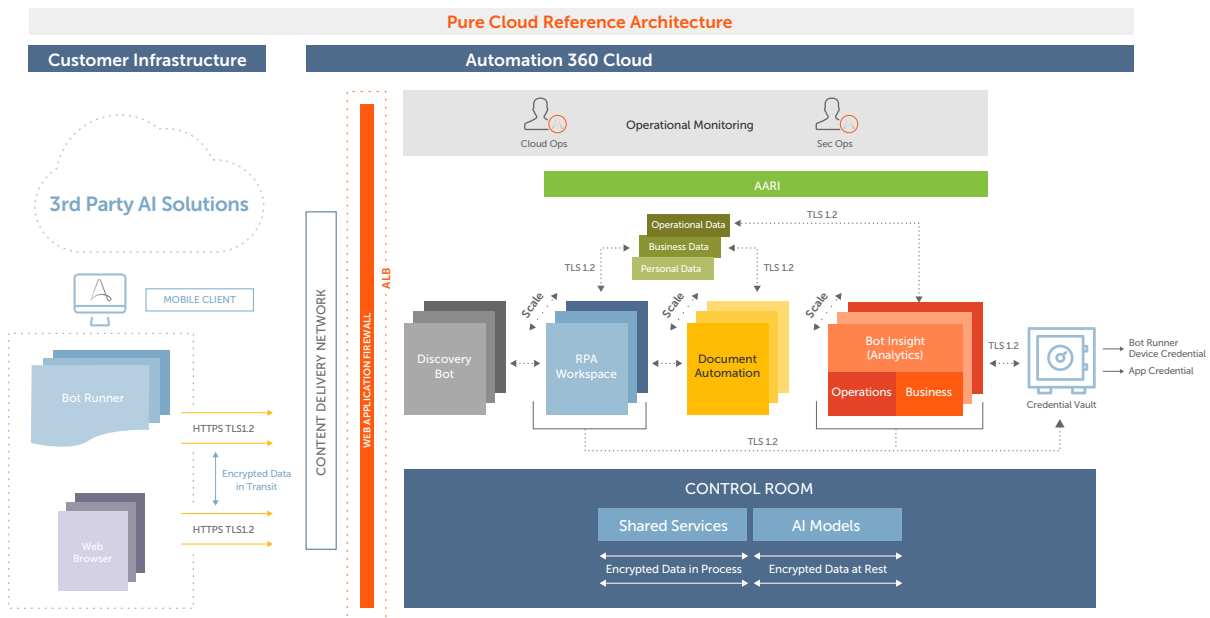 Pure Cloud Reference Architecture
Customer Infrastructure
Automation 360 Cloud
3rd Party AI Solutions
MOBILE CLIENT
Bot Runner
HTTPS TLS1.2
Encrypted Data
in Transit
HTTPS TLS1.2
Web
Browser
CONTENT DELIVERY NETWORK
WEB APPLICATION FIREWALL
ALB
Cloud Ops
Operational Monitoring
Sec Ops
AARI
Operational Data
Business Data
Personal Data
TLS 1.2
TLS 1.2
TLS 1.2
Scale
Scale
Scale
Discovery
Bot
RPA
Workspace
Document
Automation
Bot Insight
(Analytics)
Operations
Business
TLS 1.2
Credential Vault
Bot Runner
Device Credential
App Credential
TLS 1.2
CONTROL ROOM
Shared Services
AI Models
Encrypted Data in Process
Encrypted Data at Rest